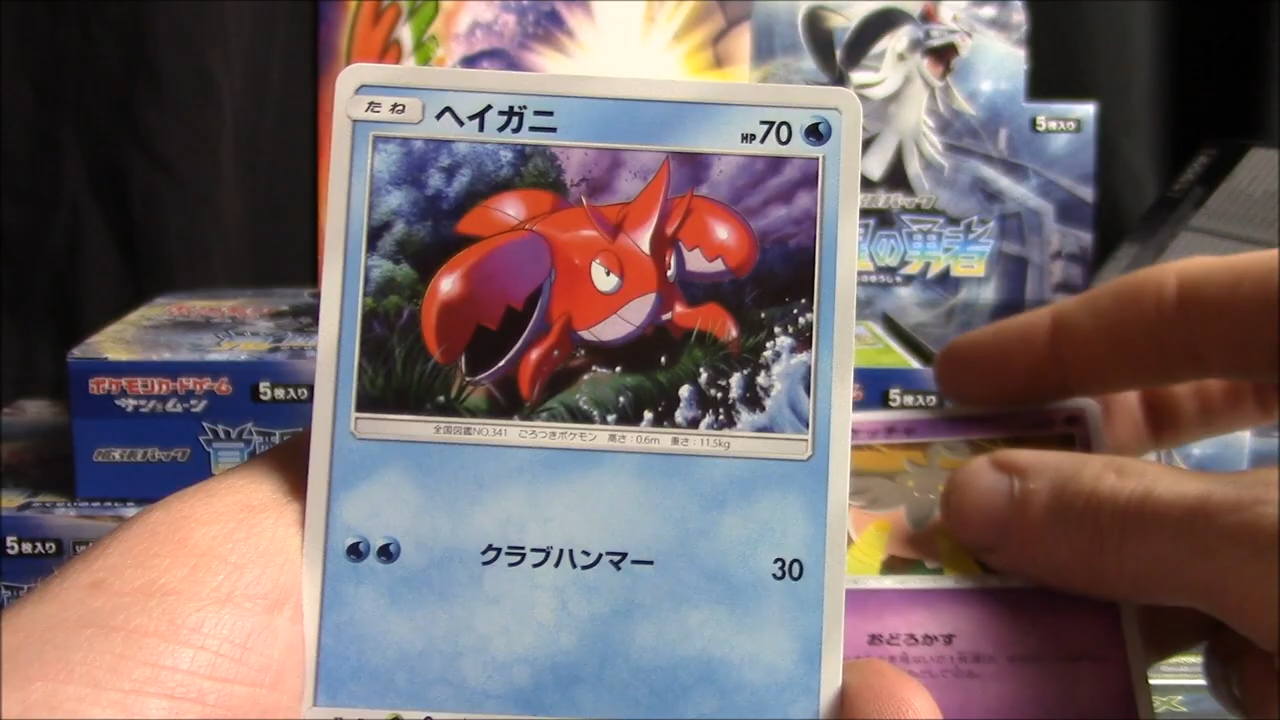 たね ヘイガニ HP70
全国図鑑NO.341 ごろつきポケモン 高さ:0.6m 重さ:11.5kg
クラブハンマー 30
5枚入り
の勇者
5枚入り
ポケモンカードゲーム
サン&ムーン
5枚入り
拡張パック
5枚入り
おどろかす